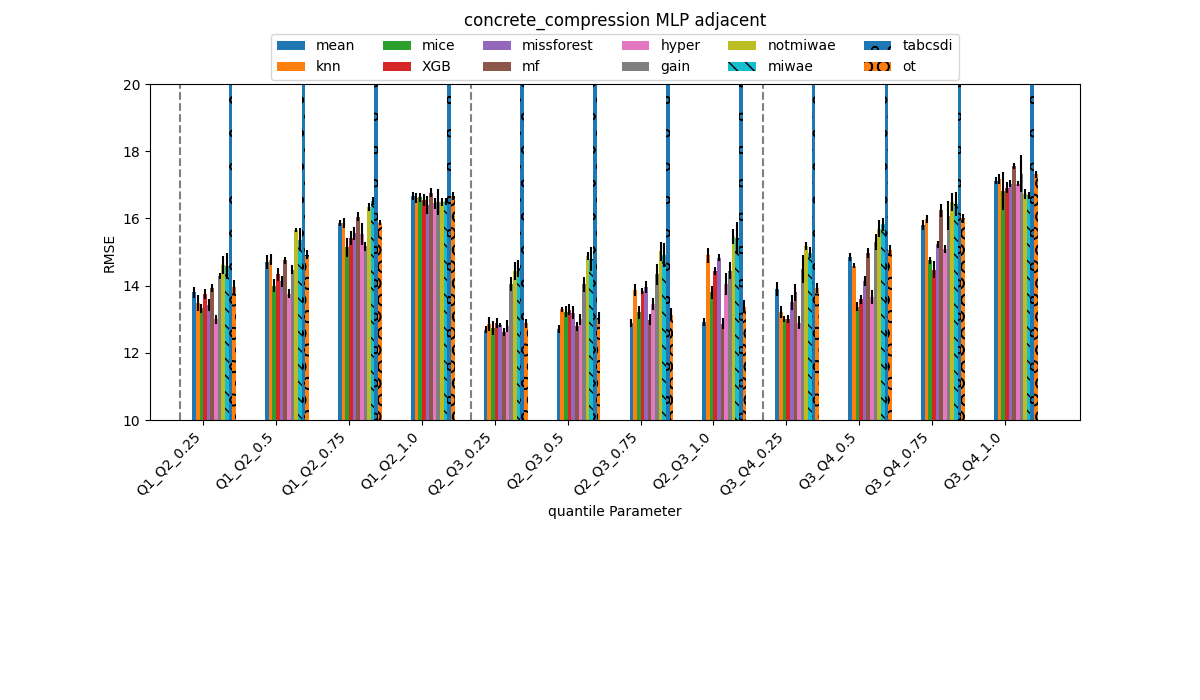 concrete_compression MLP adjacent
mean mice missforest hyper notmiwae tabcsdi
knn XGB mf gain miwae ot
20
18
16
14
12
10
RMSE
Q1_Q2_0.25
Q1_Q2_0.5
Q1_Q2_0.75
Q1_Q2_1.0
Q2_Q3_0.25
Q2_Q3_0.5
Q2_Q3_0.75
Q2_Q3_1.0
Q3_Q4_0.25
Q3_Q4_0.5
Q3_Q4_0.75
Q3_Q4_1.0
quantile Parameter